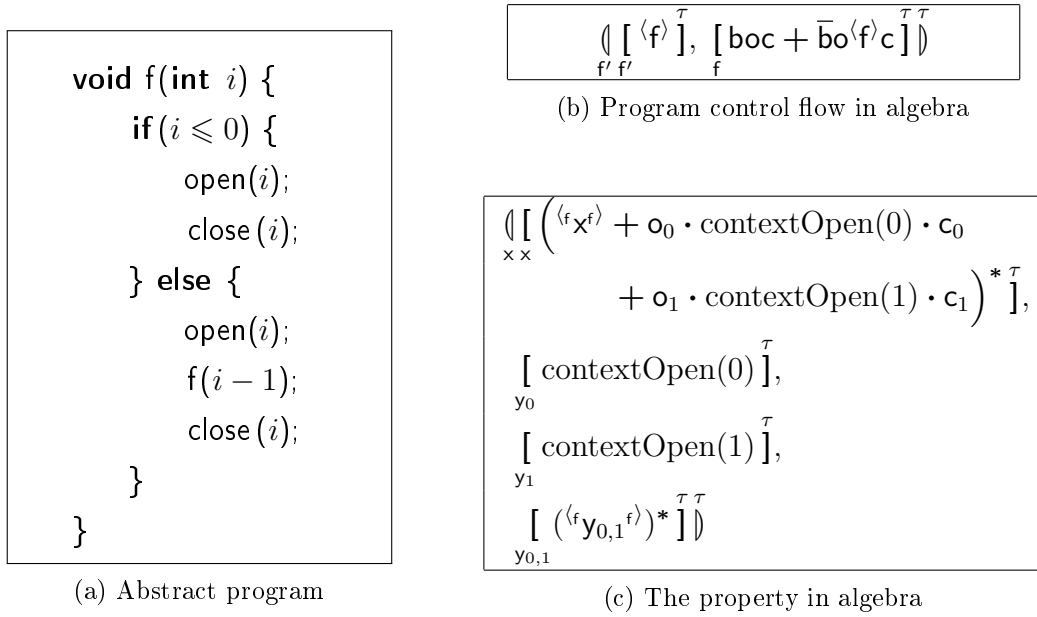 void f(int i) {
if(i ⩽ 0) {
open(i);
close(i);
} else {
open(i);
f(i − 1);
close(i);
}
}
(a) Abstract program
⦇_{f′} [_{f′} ^{⟨f⟩} ]^τ, [_{f} boc + b̅o^{⟨f⟩}c ]^τ ⦈^τ
(b) Program control flow in algebra
⦇_{x} [_{x} ( ^{⟨f}x^{f⟩} + o₀ · contextOpen(0) · c₀
+ o₁ · contextOpen(1) · c₁ )* ]^τ,
[_{y₀} contextOpen(0) ]^τ,
[_{y₁} contextOpen(1) ]^τ,
[_{y₀,₁} (^{⟨f}y₀,₁^{f⟩})* ]^τ ⦈^τ
(c) The property in algebra